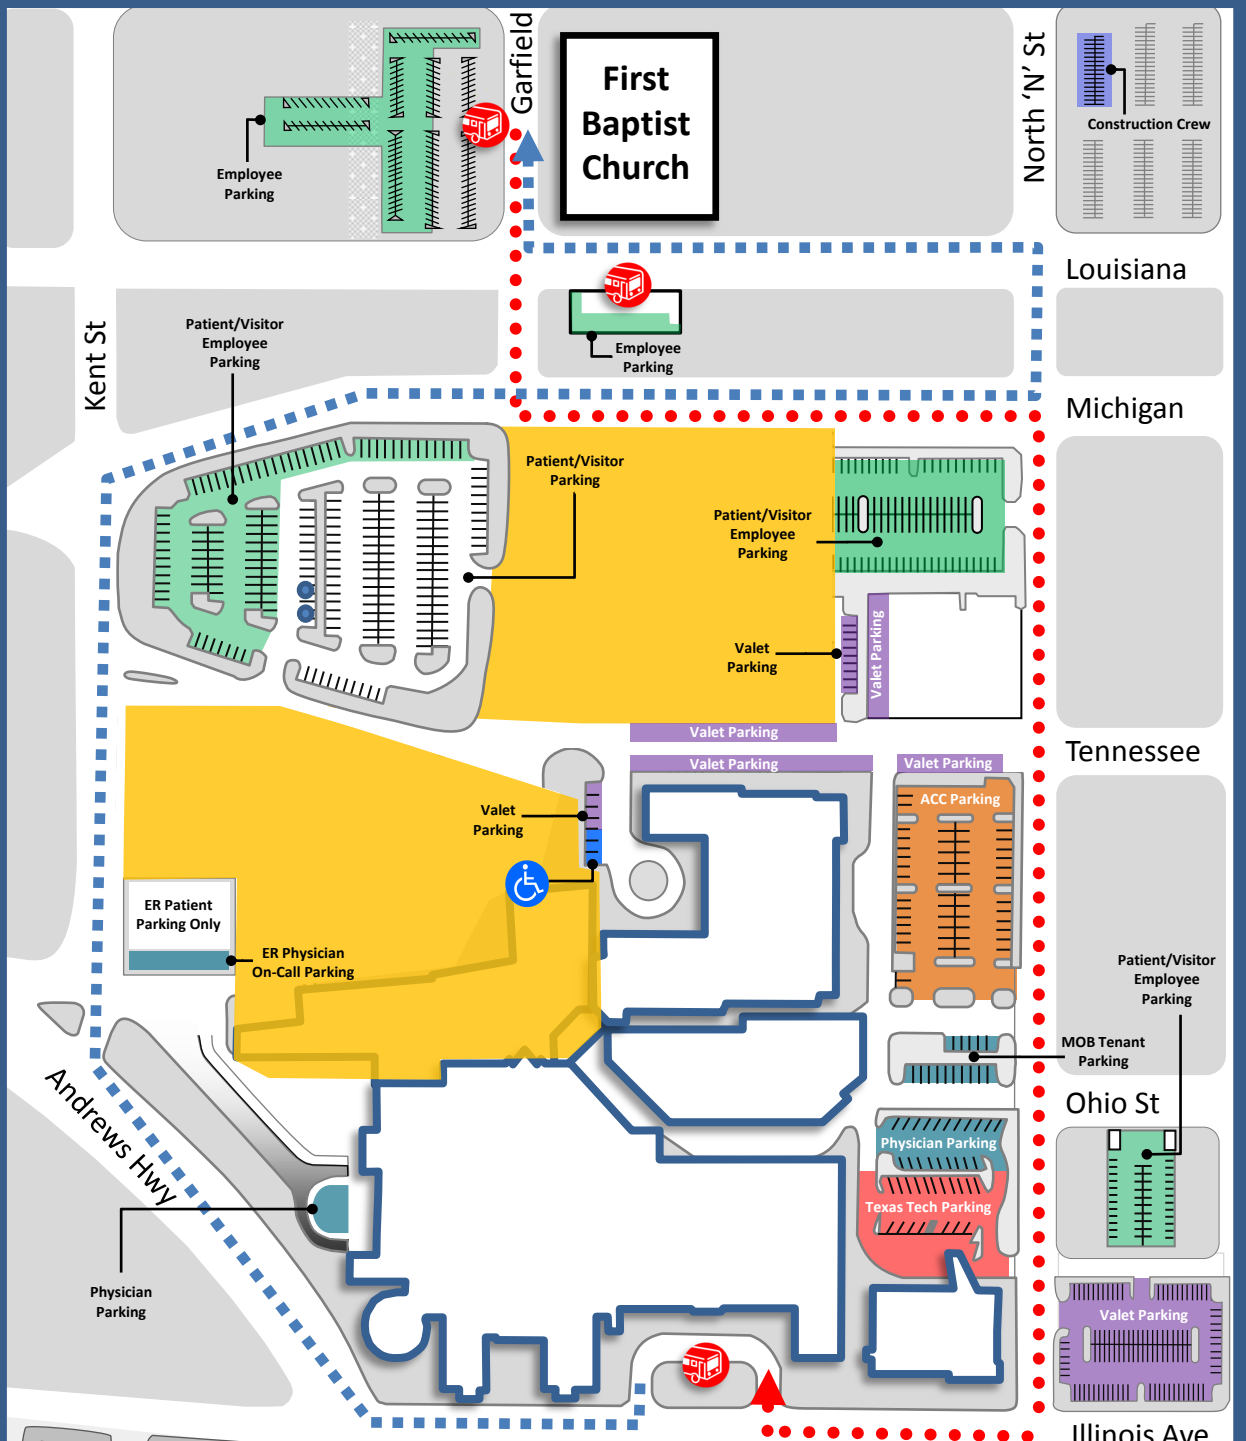 Garfield
First
Baptist
Church
North ‘N’ St
Construction Crew
Employee
Parking
Louisiana
Kent St
Patient/Visitor
Employee
Parking
Employee
Parking
Michigan
Patient/Visitor
Parking
Patient/Visitor
Employee
Parking
Valet
Parking
Valet Parking
Valet Parking
Tennessee
Valet Parking
Valet Parking
ACC Parking
Valet
Parking
ER Patient
Parking Only
ER Physician
On-Call Parking
Patient/Visitor
Employee
Parking
MOB Tenant
Parking
Andrews Hwy
Ohio St
Physician Parking
Texas Tech Parking
Physician
Parking
Valet Parking
Illinois Ave